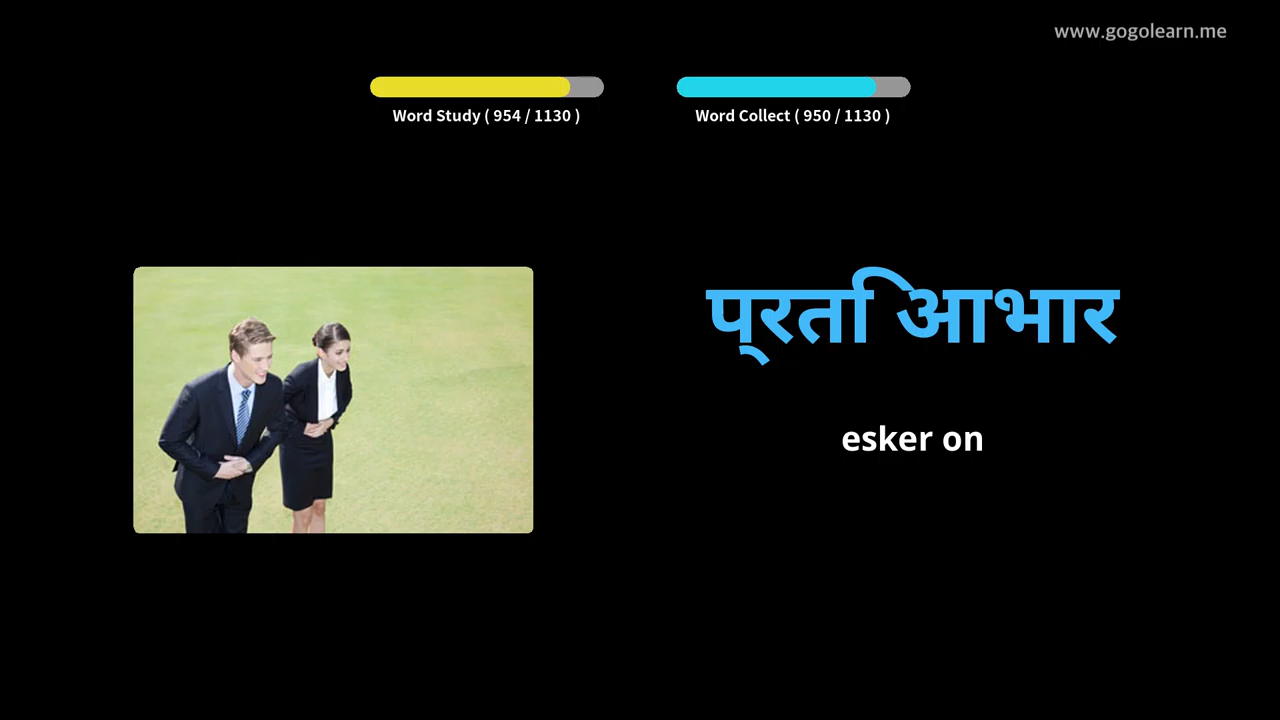 www.gogolearn.me
Word Study ( 954 / 1130 )
Word Collect ( 950 / 1130 )
प्रति आभार
esker on